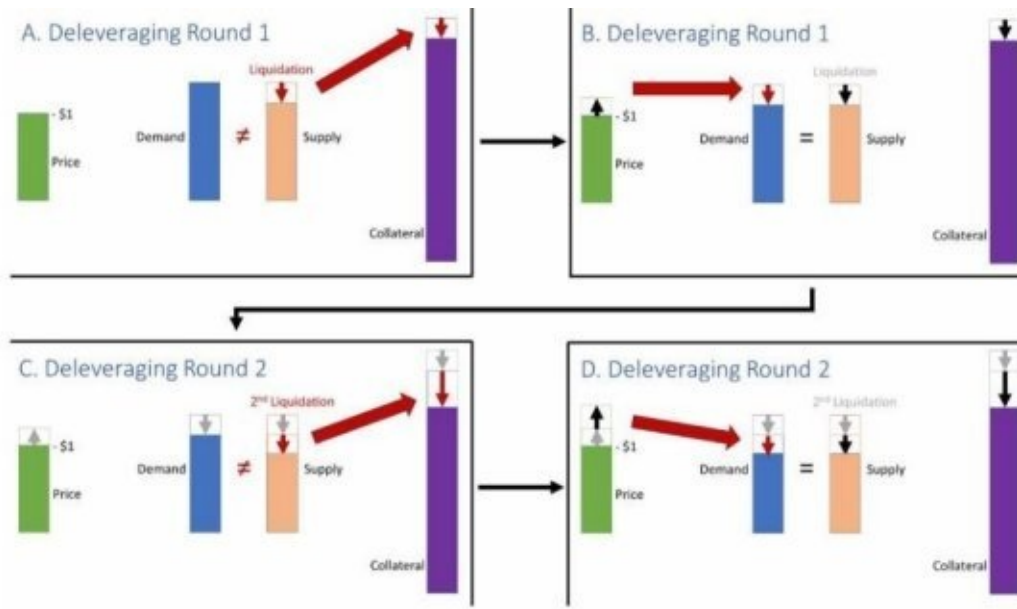 A. Deleveraging Round 1
Liquidation
- $1
Price
Demand
≠
Supply
Collateral
B. Deleveraging Round 1
Liquidation
- $1
Price
Demand
=
Supply
Collateral
C. Deleveraging Round 2
2nd Liquidation
- $1
Price
Demand
≠
Supply
Collateral
D. Deleveraging Round 2
2nd Liquidation
- $1
Price
Demand
=
Supply
Collateral